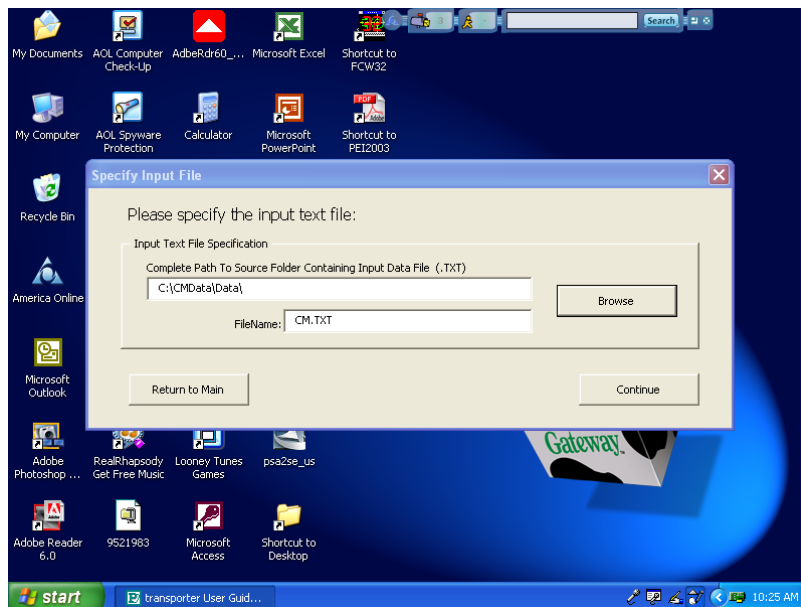 My Documents
AOL Computer
Check-Up
AdbeRdr60_...
Microsoft Excel
Shortcut to
FCW32
3
Search
My Computer
AOL Spyware
Protection
Calculator
Microsoft
PowerPoint
PDF
Adobe
Shortcut to
PEI2003
Recycle Bin
Specify Input File
Please specify the input text file:
Input Text File Specification
Complete Path To Source Folder Containing Input Data File (.TXT)
C:\CMData\Data\
Browse
FileName:
CM.TXT
Return to Main
Continue
America Online
Microsoft
Outlook
Gateway
Adobe
Photoshop ...
RealRhapsody
Get Free Music
Looney Tunes
Games
psa2se_us
Adobe Reader
6.0
9521983
Microsoft
Access
Shortcut to
Desktop
start
transporter User Guid...
10:25 AM